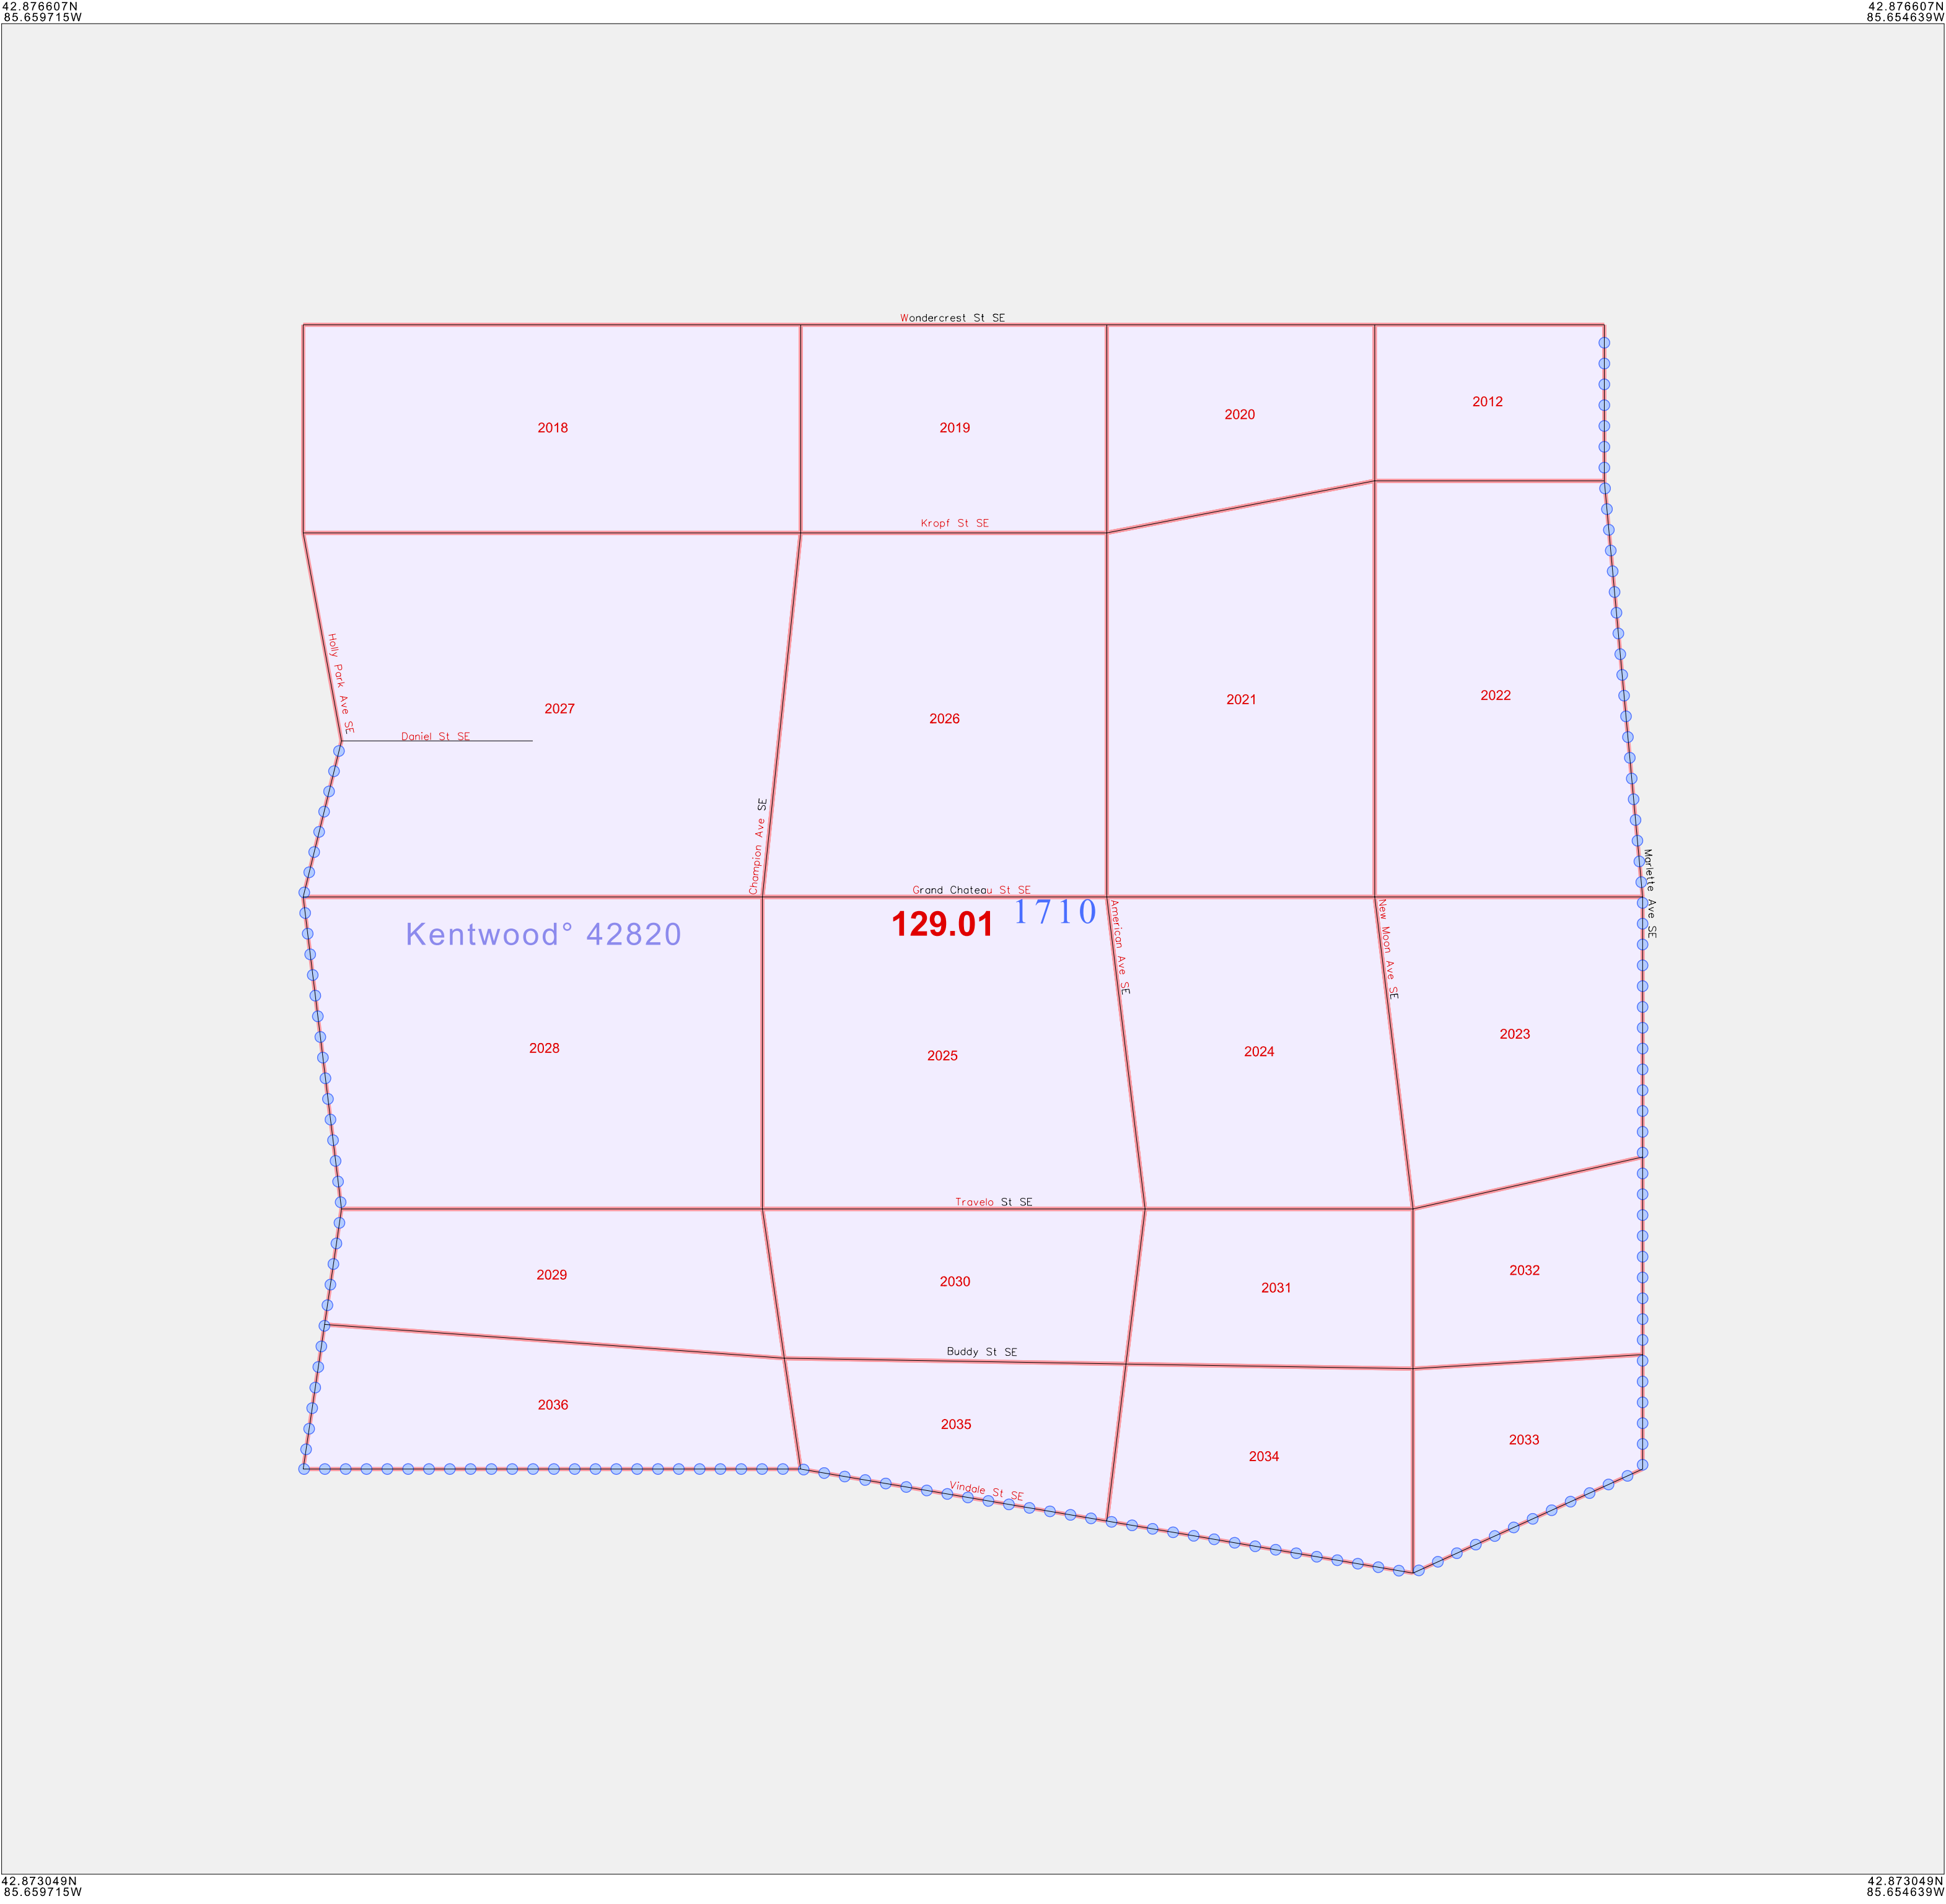 42.876607N
85.659715W
42.876607N
85.654639W
Wondercrest St SE
2018
2019
2020
2012
Kropf St SE
Holly Park Ave SE
2027
2026
2021
2022
Daniel St SE
Champion Ave SE
Marlette Ave SE
Grand Chateau St SE
Kentwood° 42820
129.01
1710
American Ave SE
New Moon Ave SE
2028
2025
2024
2023
Travelo St SE
2029
2030
2031
2032
Buddy St SE
2036
2035
2034
2033
Vindale St SE
42.873049N
85.659715W
42.873049N
85.654639W